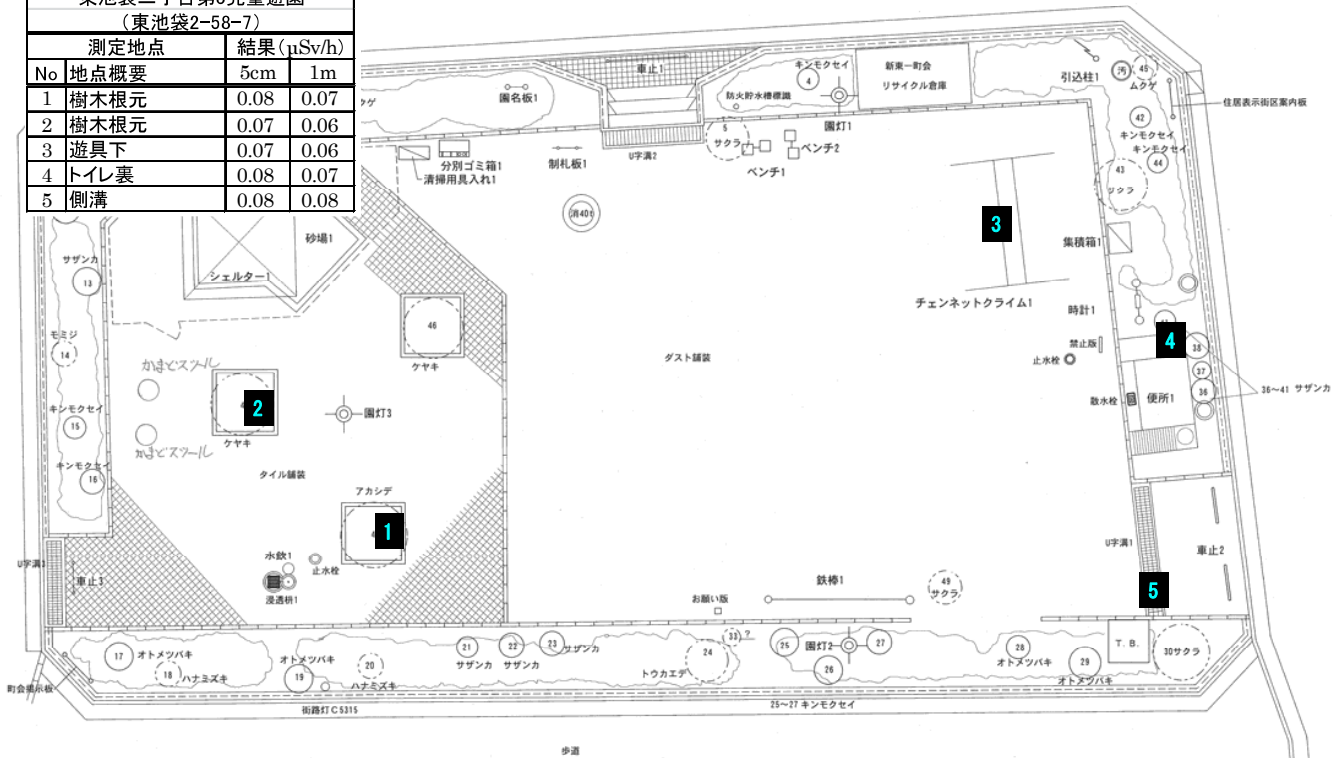 (東池袋2-58-7)
測定地点 結果(μSv/h)
No 地点概要 5cm 1m
1 樹木根元 0.08 0.07
2 樹木根元 0.07 0.06
3 遊具下 0.07 0.06
4 トイレ裏 0.08 0.07
5 側溝 0.08 0.08
園名板1
車止1
U字溝2
キンモクセイ
4
防火貯水槽標識
園灯1
新東一町会
リサイクル倉庫
引込柱1
汚
45
ムクゲ
住居表示街区案内板
42
キンモクセイ
キンモクセイ
44
43
サクラ
5
サクラ
ベンチ2
ベンチ1
分別ゴミ箱1
清掃用具入れ1
制札板1
消40t
砂場1
シェルター1
サザンカ
13
モミジ
14
かまどスツール
かまどスツール
キンモクセイ
15
キンモクセイ
16
46
ケヤキ
2
ケヤキ
園灯3
タイル舗装
アカシデ
1
水飲1
止水栓
浸透桝1
U字溝3
車止3
ダスト舗装
3
チェンネットクライム1
集積箱1
時計1
禁止版
止水栓
4
38
37
36
36〜41 サザンカ
散水栓
便所1
U字溝1
車止2
5
鉄棒1
お願い版
49
サクラ
17
オトメツバキ
18
ハナミズキ
オトメツバキ
19
20
ハナミズキ
21
サザンカ
22
サザンカ
23
サザンカ
トウカエデ
24
33
?
25
園灯2
27
26
28
オトメツバキ
29
オトメツバキ
T.B.
30サクラ
町会掲示板
街路灯C5315
25〜27 キンモクセイ
歩道